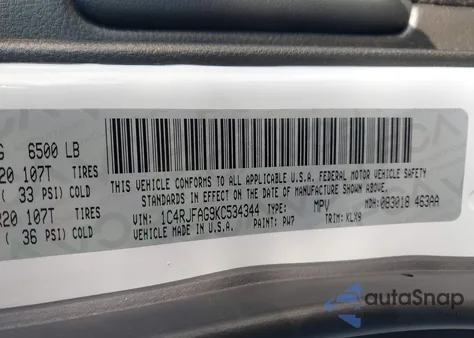 G 6500 LB
20 107T TIRES
( 33 PSI) COLD
R20 107T TIRES
( 36 PSI) COLD
THIS VEHICLE CONFORMS TO ALL APPLICABLE U.S.A. FEDERAL MOTOR VEHICLE SAFETY
STANDARDS IN EFFECT ON THE DATE OF MANUFACTURE SHOWN ABOVE.
VIN: 1C4RJFAG9KC534344 TYPE: MPV MDH: 083018 463AA
VEHICLE MADE IN U.S.A. PAINT: PW7 TRIM: KLX9
autoSnap